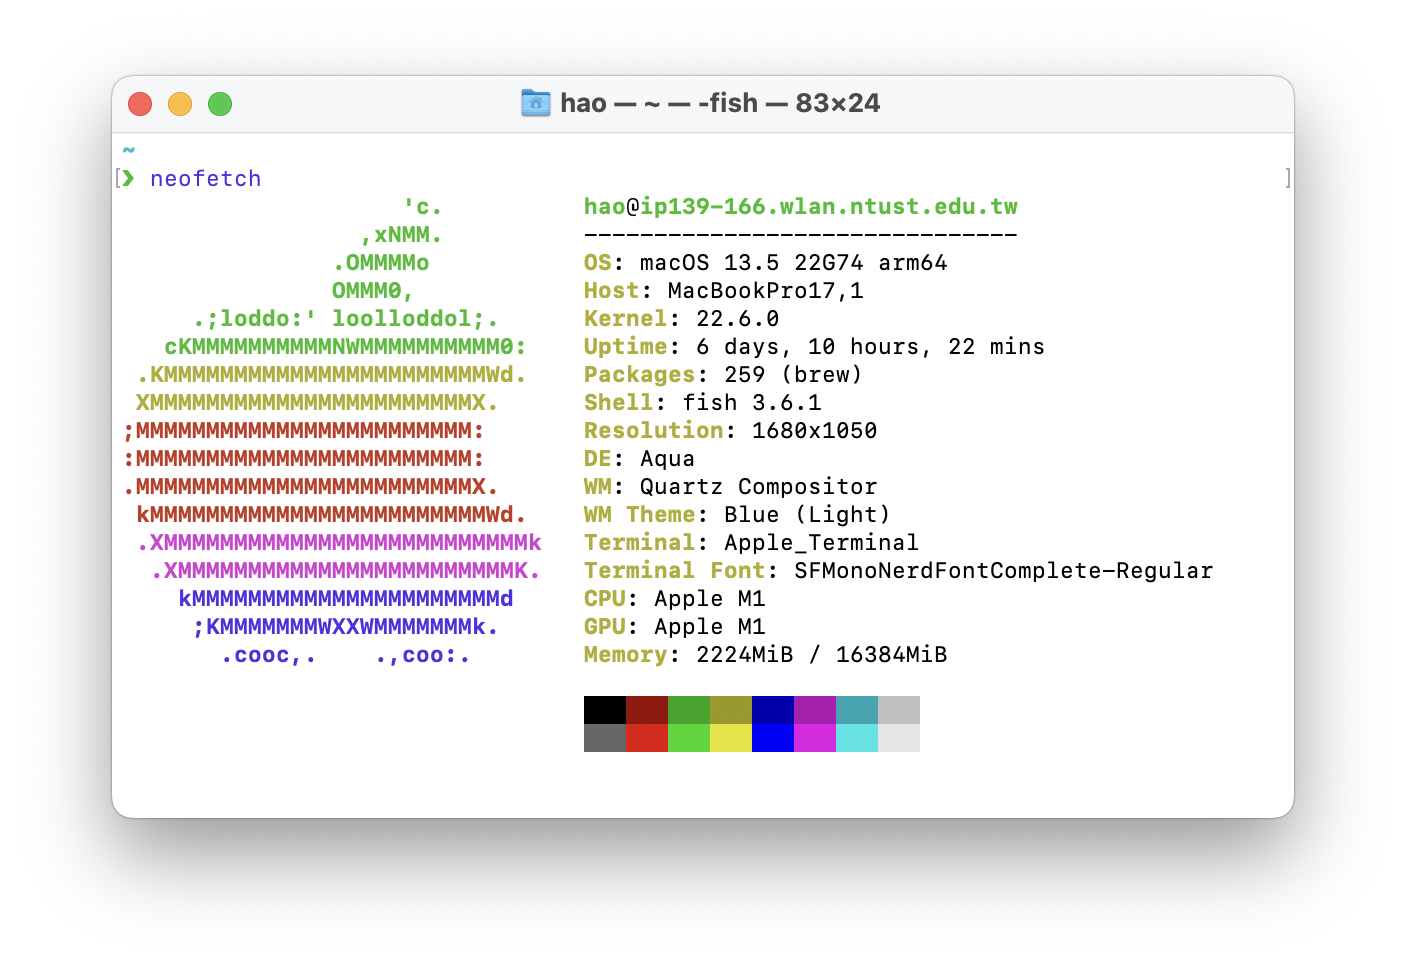 hao — ~ — -fish — 83×24
~
❯ neofetch
'c.
,xNMM.
.OMMMMo
OMMM0,
.;loddo:' loolloddol;.
cKMMMMMMMMMMNWMMMMMMMMMM0:
.KMMMMMMMMMMMMMMMMMMMMMMMWd.
XMMMMMMMMMMMMMMMMMMMMMMMX.
;MMMMMMMMMMMMMMMMMMMMMMMM:
:MMMMMMMMMMMMMMMMMMMMMMMM:
.MMMMMMMMMMMMMMMMMMMMMMMMX.
kMMMMMMMMMMMMMMMMMMMMMMMMWd.
.XMMMMMMMMMMMMMMMMMMMMMMMMMMk
.XMMMMMMMMMMMMMMMMMMMMMMMMK.
kMMMMMMMMMMMMMMMMMMMMMMd
;KMMMMMMMWXXWMMMMMMMk.
.cooc,.    .,coo:.
hao@ip139-166.wlan.ntust.edu.tw
-------------------------------
OS: macOS 13.5 22G74 arm64
Host: MacBookPro17,1
Kernel: 22.6.0
Uptime: 6 days, 10 hours, 22 mins
Packages: 259 (brew)
Shell: fish 3.6.1
Resolution: 1680x1050
DE: Aqua
WM: Quartz Compositor
WM Theme: Blue (Light)
Terminal: Apple_Terminal
Terminal Font: SFMonoNerdFontComplete-Regular
CPU: Apple M1
GPU: Apple M1
Memory: 2224MiB / 16384MiB